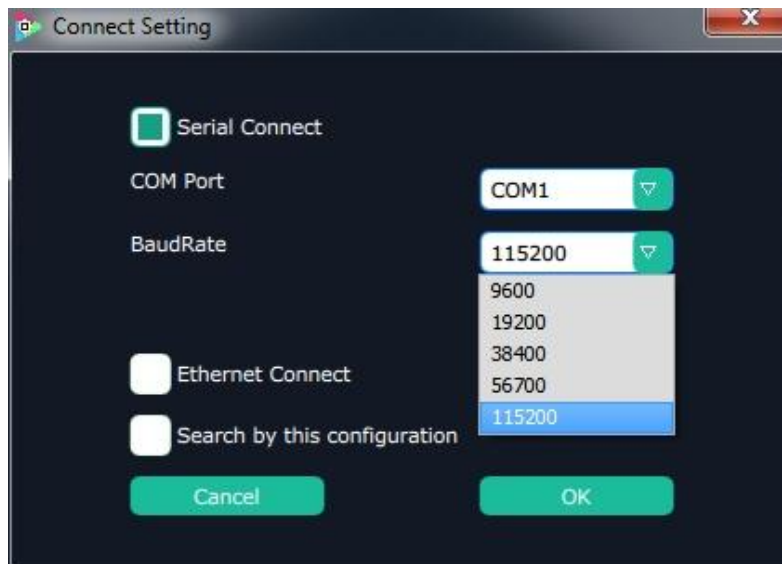 Connect Setting
Serial Connect
COM Port
COM1
BaudRate
115200
9600
19200
38400
56700
115200
Ethernet Connect
Search by this configuration
Cancel
OK